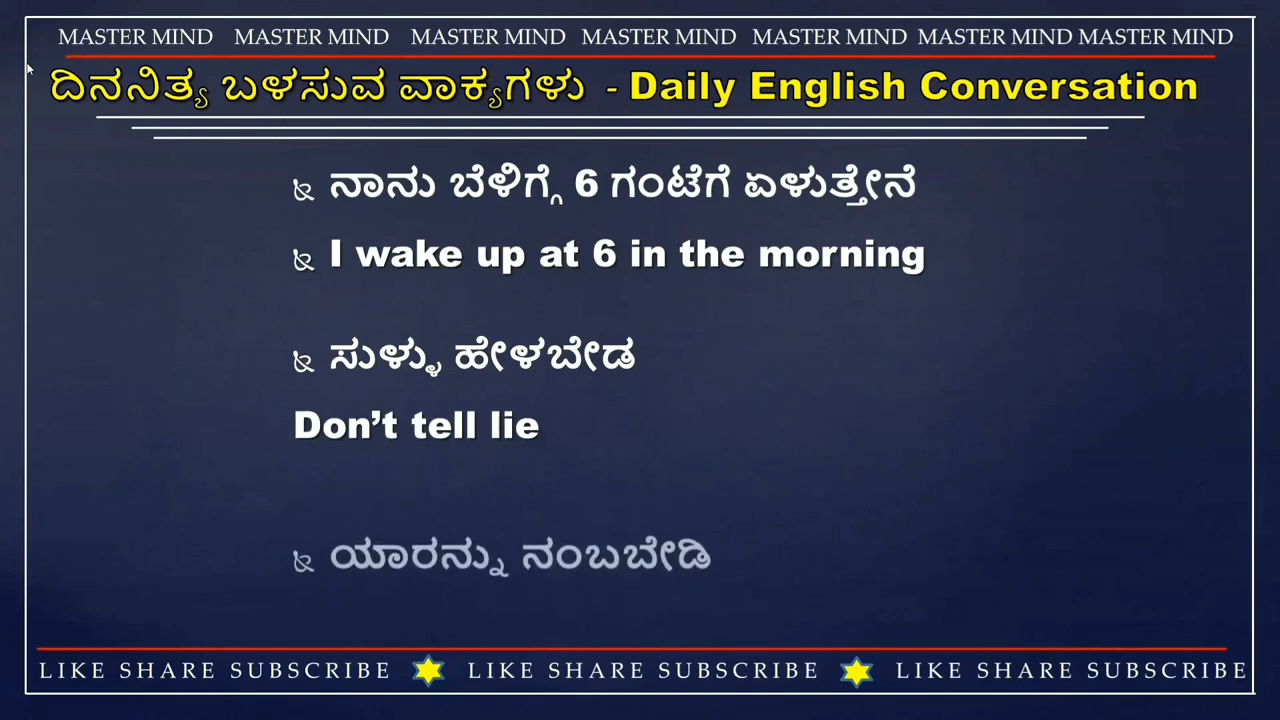 MASTER MIND MASTER MIND MASTER MIND MASTER MIND MASTER MIND MASTER MIND MASTER MIND
ದಿನನಿತ್ಯ ಬಳಸುವ ವಾಕ್ಯಗಳು - Daily English Conversation
ನಾನು ಬೆಳಿಗ್ಗೆ 6 ಗಂಟೆಗೆ ಏಳುತ್ತೇನೆ
I wake up at 6 in the morning
ಸುಳ್ಳು ಹೇಳಬೇಡ
Don’t tell lie
ಯಾರನ್ನು ನಂಬಬೇಡಿ
LIKE SHARE SUBSCRIBE LIKE SHARE SUBSCRIBE LIKE SHARE SUBSCRIBE